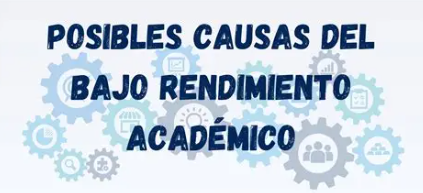 POSIBLES CAUSAS DEL
BAJO RENDIMIENTO
ACADÉMICO